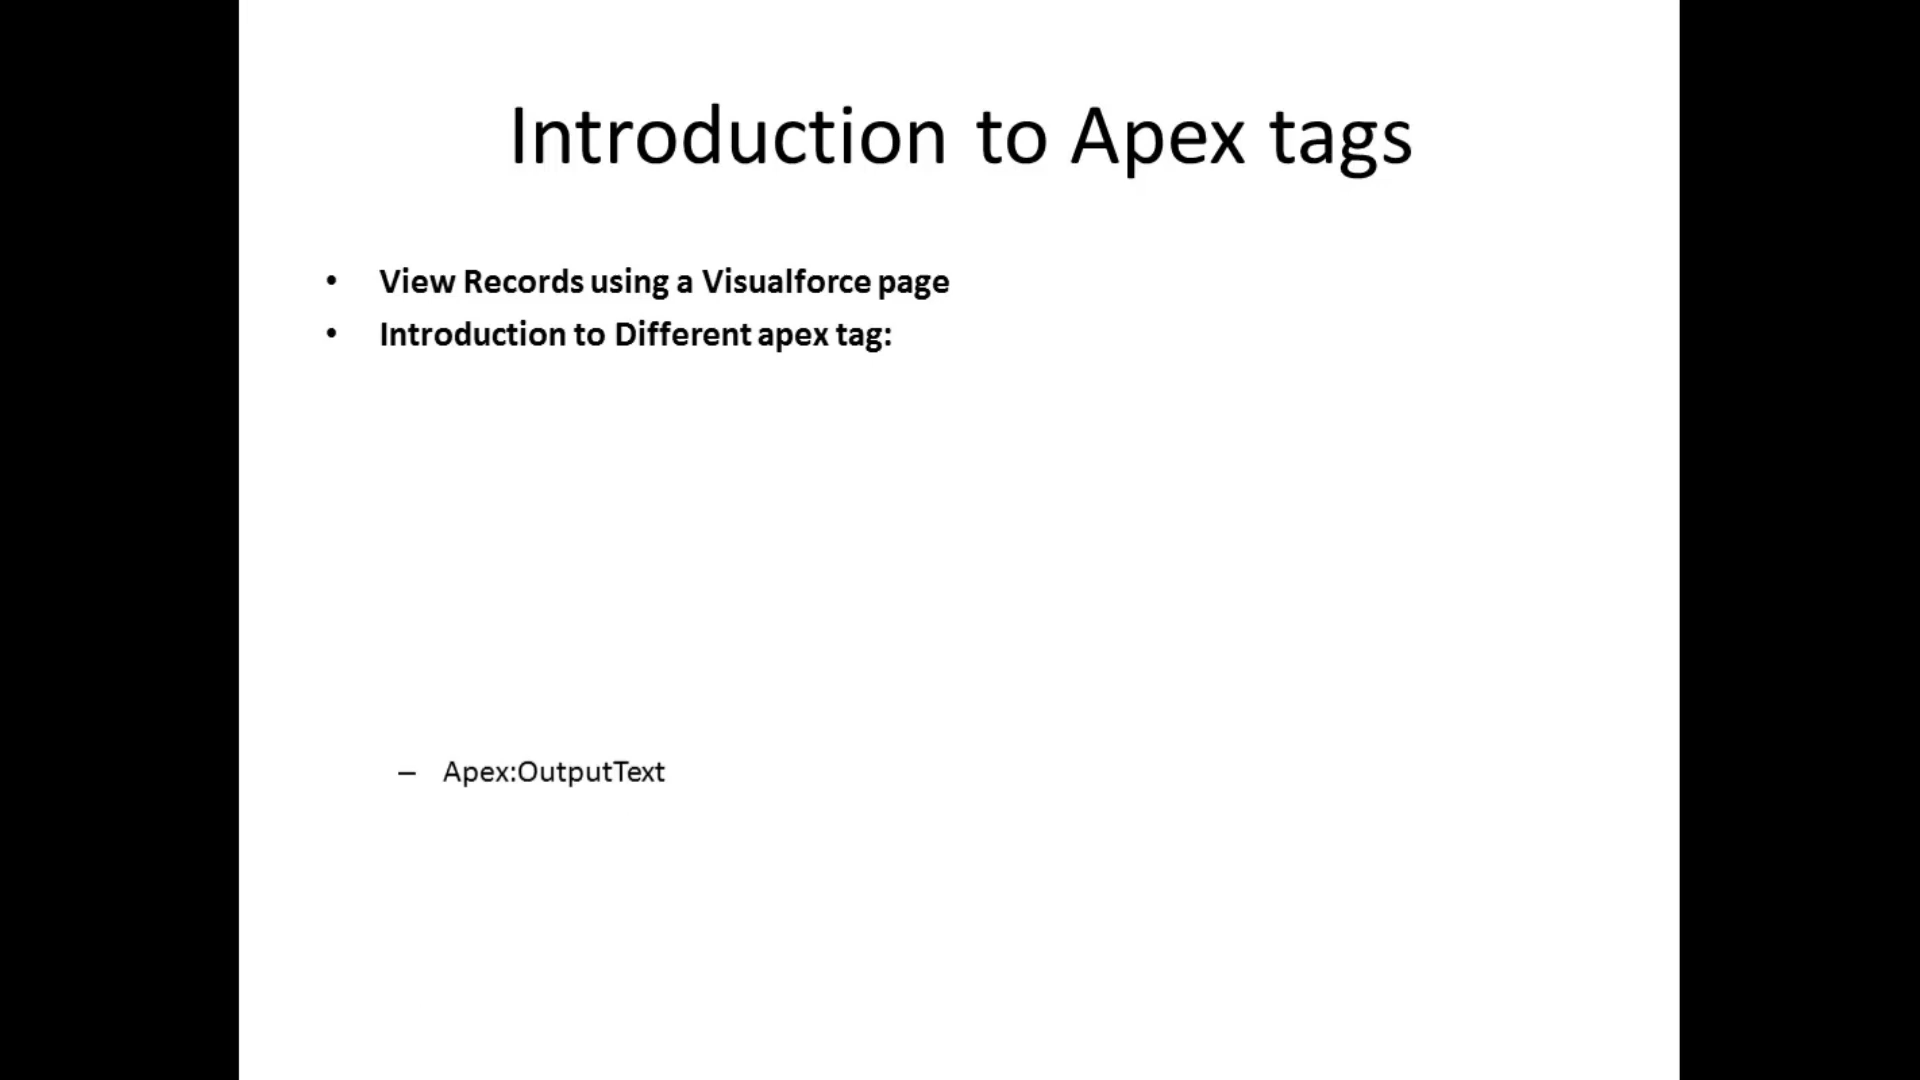 Introduction to Apex tags
• View Records using a Visualforce page
• Introduction to Different apex tag:
– Apex:OutputText